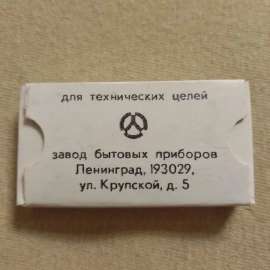 для технических целей
завод бытовых приборов
Ленинград, 193029,
ул. Крупской, д. 5